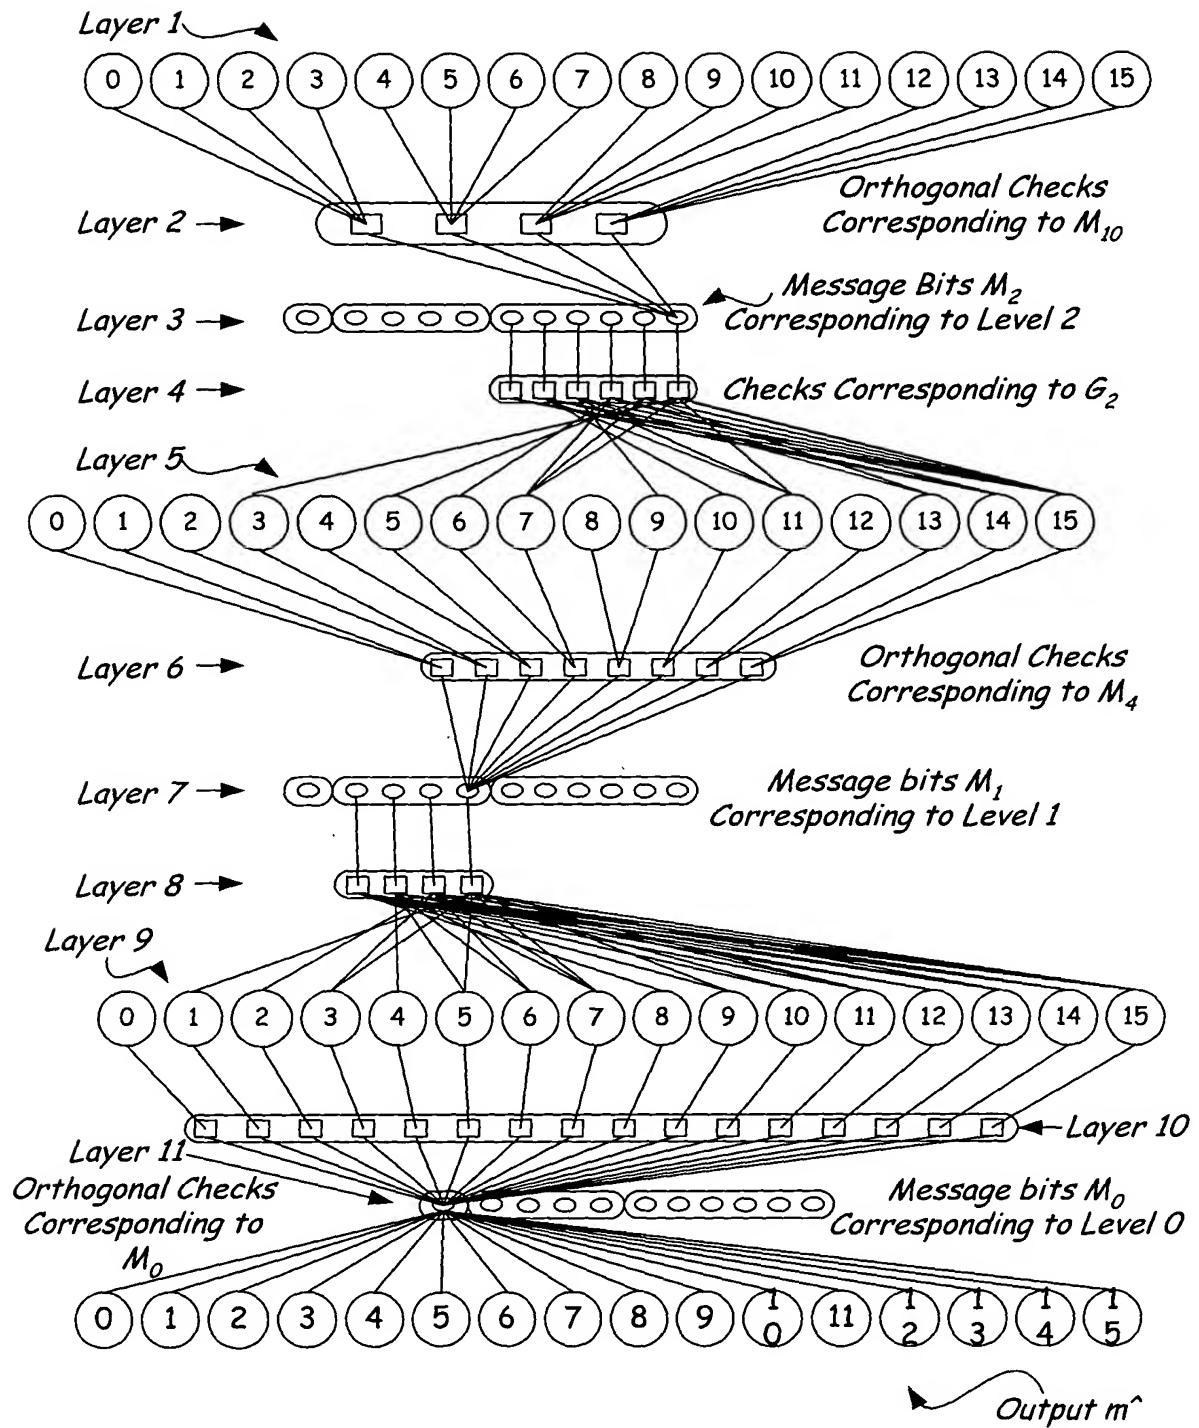 Layer 1
0 1 2 3 4 5 6 7 8 9 10 11 12 13 14 15
Orthogonal Checks
Layer 2
Corresponding to M10
Message Bits M2
Layer 3
Corresponding to Level 2
Layer 4
Checks Corresponding to G2
Layer 5
0 1 2 3 4 5 6 7 8 9 10 11 12 13 14 15
Layer 6
Orthogonal Checks
Corresponding to M4
Layer 7
Message bits M1
Corresponding to Level 1
Layer 8
Layer 9
0 1 2 3 4 5 6 7 8 9 10 11 12 13 14 15
Layer 10
Layer 11
Orthogonal Checks
Corresponding to
M0
Message bits M0
Corresponding to Level 0
0 1 2 3 4 5 6 7 8 9 10 11 12 13 14 15
Output m^